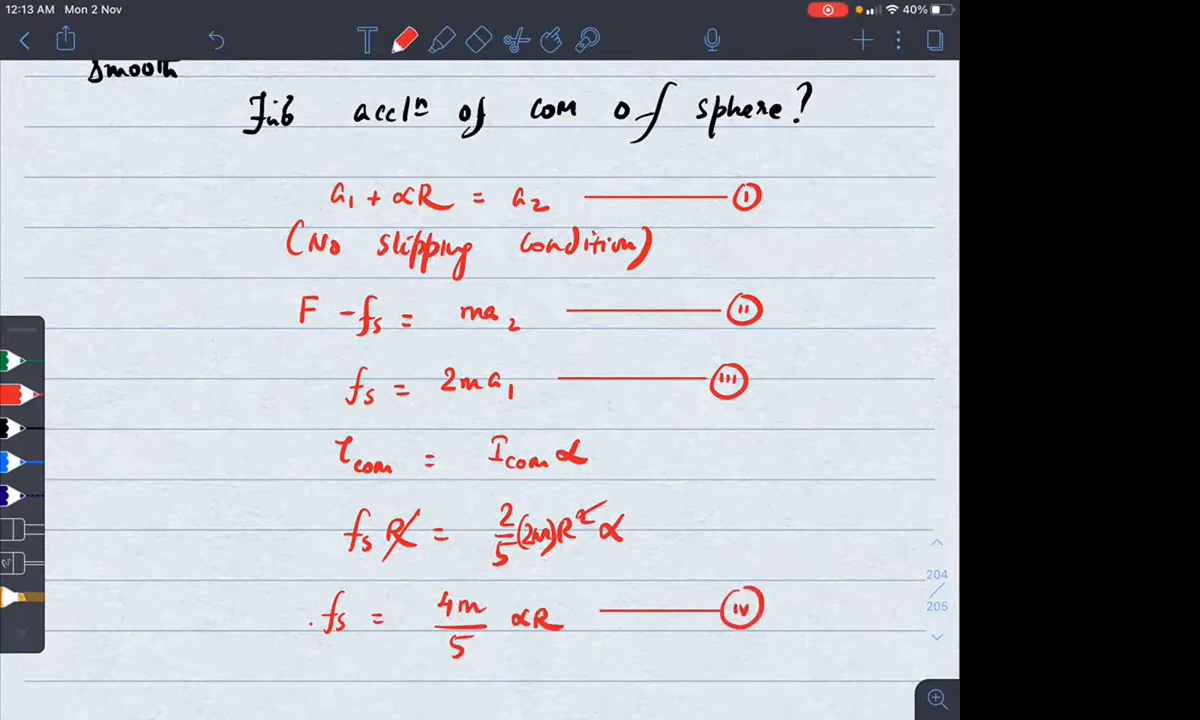 12:13 AM Mon 2 Nov 40%
T
smooth
accln of com of sphere?
a1 + αR = a2 ——— (i)
(No slipping condition)
F - fs = ma2 ——— (ii)
fs = 2ma1 ——— (iii)
τcom = Icom α
fs R = 2/5 (2m) R² α
204
fs = 4m/5 αR ——— (iv)
205